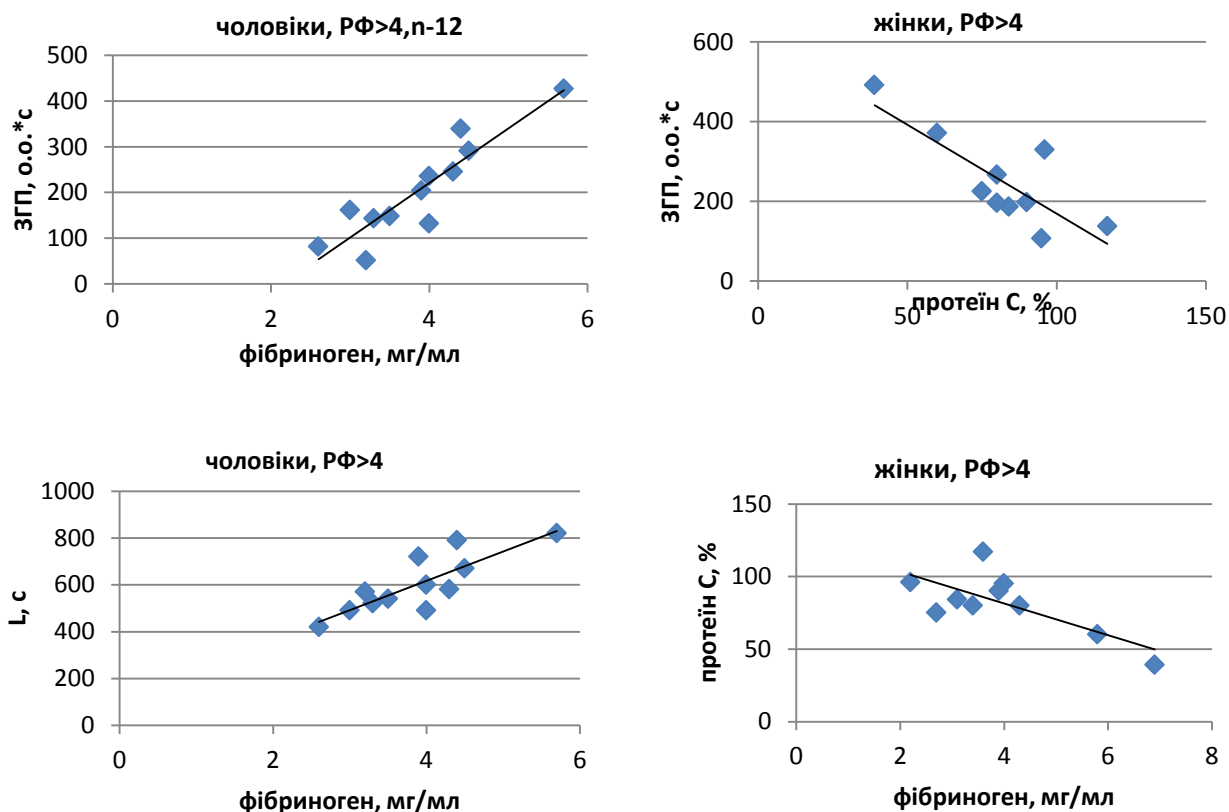 чоловіки, РФ>4,n-12
ЗГП, о.о.*с
500
400
300
200
100
0
0 2 4 6
фібриноген, мг/мл
жінки, РФ>4
ЗГП, о.о.*с
600
400
200
0
0 50 100 150
протеїн С, %
чоловіки, РФ>4
L, с
1000
800
600
400
200
0
0 2 4 6
фібриноген, мг/мл
жінки, РФ>4
протеїн С, %
150
100
50
0
0 2 4 6 8
фібриноген, мг/мл